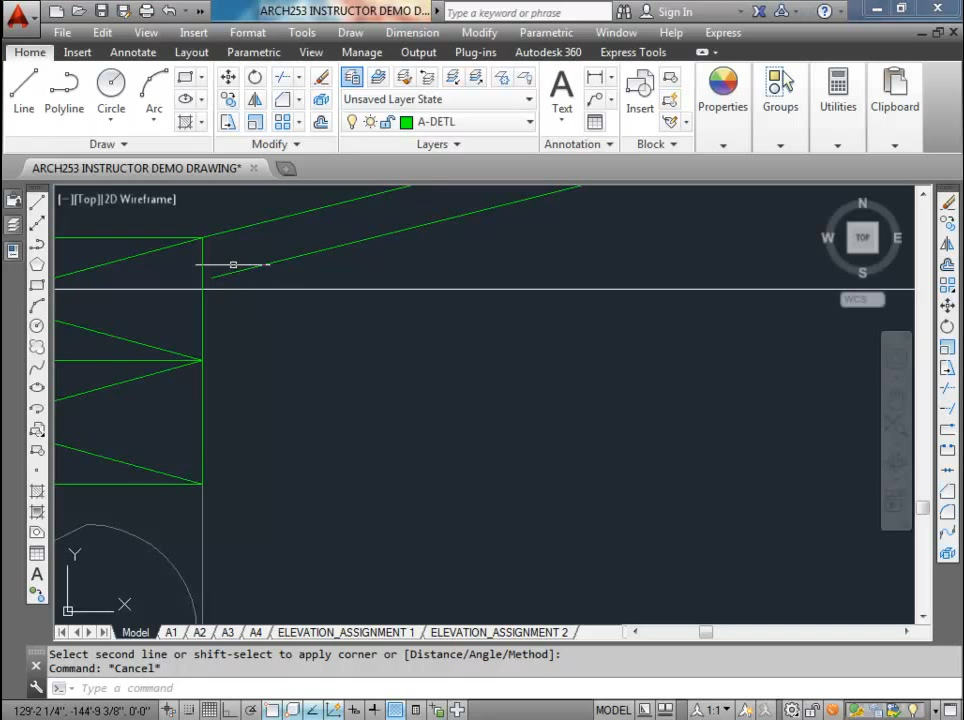 ARCH253 INSTRUCTOR DEMO D...
Type a keyword or phrase
Sign In
File Edit View Insert Format Tools Draw Dimension Modify Parametric Window Help Express
Home Insert Annotate Layout Parametric View Manage Output Plug-ins Autodesk 360 Express Tools
Unsaved Layer State
A-DETL
Line Polyline Circle Arc Text Insert Properties Groups Utilities Clipboard
Draw Modify Layers Annotation Block
ARCH253 INSTRUCTOR DEMO DRAWING*
[−][Top][2D Wireframe]
N
W TOP E
S
WCS
Y
X
Model A1 A2 A3 A4 ELEVATION_ASSIGNMENT 1 ELEVATION_ASSIGNMENT 2
Select second line or shift-select to apply corner or [Distance/Angle/Method]:
Command: *Cancel*
Type a command
129'-2 1/4", -144'-9 3/8", 0'-0" MODEL 1:1